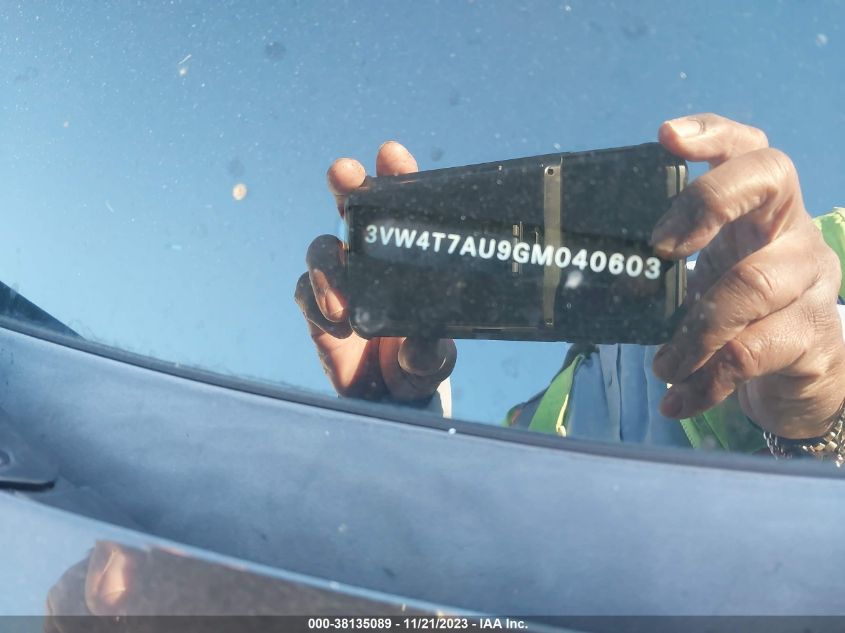 3VW4T7AU9GM040603
000-38135089 - 11/21/2023 - IAA Inc.